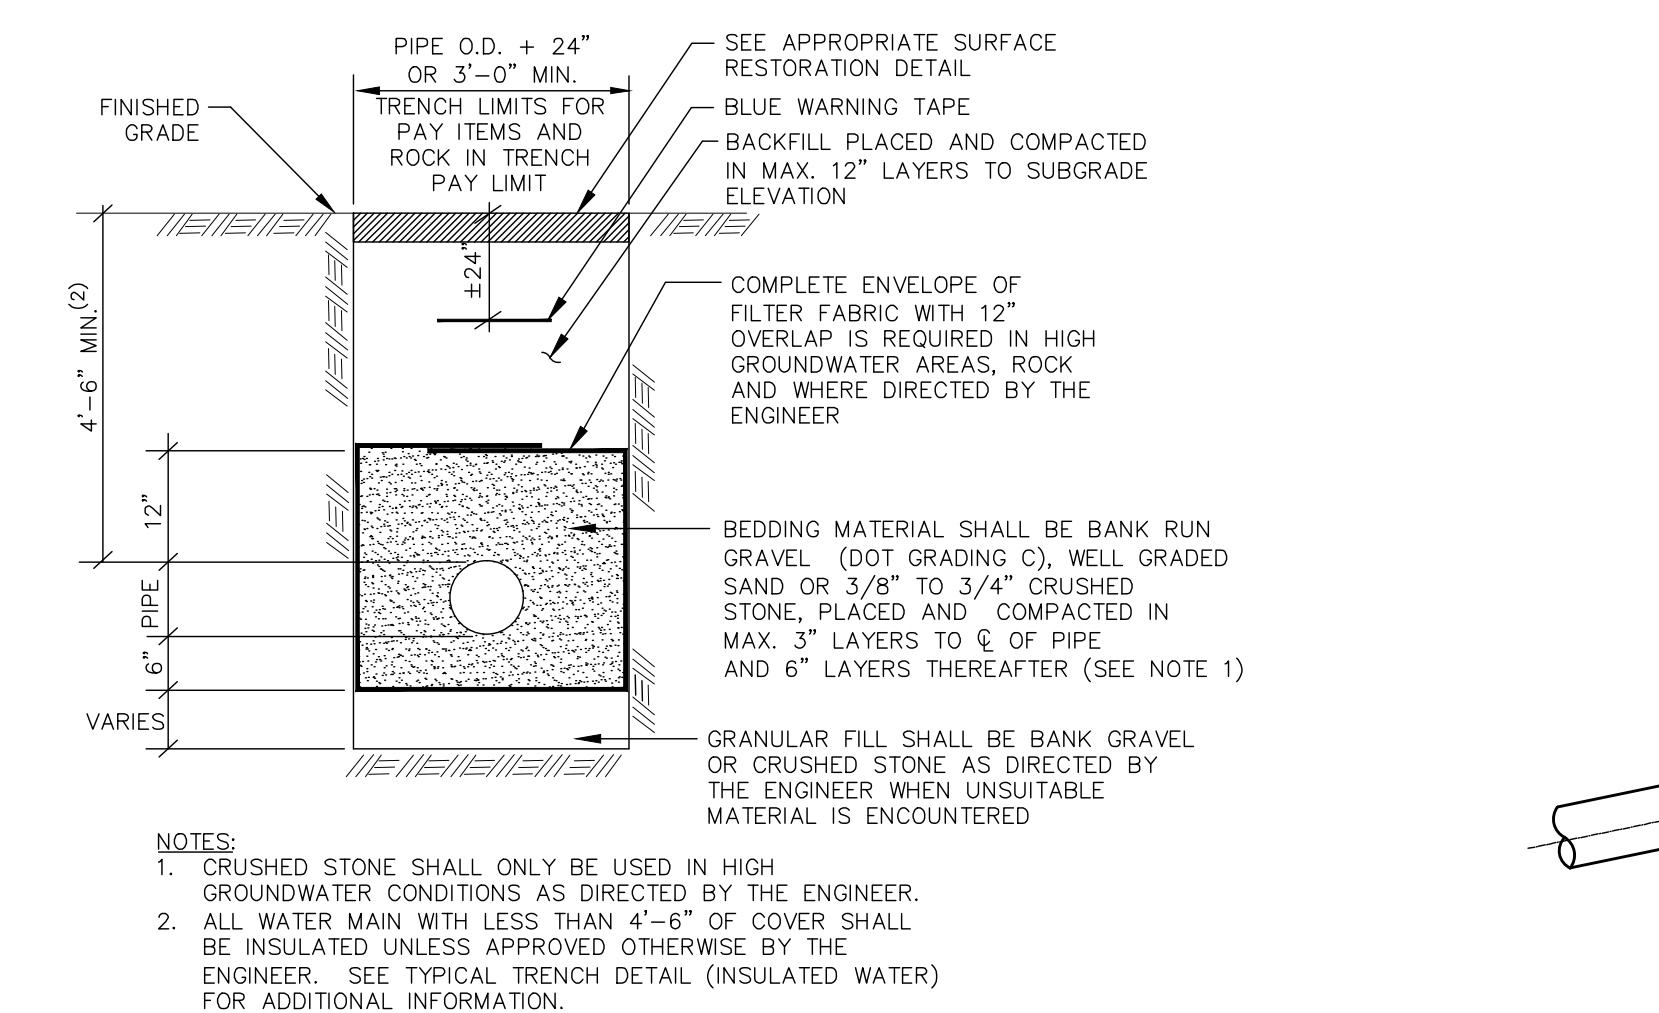 PIPE O.D. + 24"
OR 3'-0" MIN.
TRENCH LIMITS FOR
PAY ITEMS AND
ROCK IN TRENCH
PAY LIMIT
FINISHED
GRADE
SEE APPROPRIATE SURFACE
RESTORATION DETAIL
BLUE WARNING TAPE
BACKFILL PLACED AND COMPACTED
IN MAX. 12" LAYERS TO SUBGRADE
ELEVATION
±24"
4'-6" MIN.(2)
COMPLETE ENVELOPE OF
FILTER FABRIC WITH 12"
OVERLAP IS REQUIRED IN HIGH
GROUNDWATER AREAS, ROCK
AND WHERE DIRECTED BY THE
ENGINEER
12"
PIPE
6"
VARIES
BEDDING MATERIAL SHALL BE BANK RUN
GRAVEL (DOT GRADING C), WELL GRADED
SAND OR 3/8" TO 3/4" CRUSHED
STONE, PLACED AND COMPACTED IN
MAX. 3" LAYERS TO ℄ OF PIPE
AND 6" LAYERS THEREAFTER (SEE NOTE 1)
GRANULAR FILL SHALL BE BANK GRAVEL
OR CRUSHED STONE AS DIRECTED BY
THE ENGINEER WHEN UNSUITABLE
MATERIAL IS ENCOUNTERED
NOTES:
1. CRUSHED STONE SHALL ONLY BE USED IN HIGH
GROUNDWATER CONDITIONS AS DIRECTED BY THE ENGINEER.
2. ALL WATER MAIN WITH LESS THAN 4'-6" OF COVER SHALL
BE INSULATED UNLESS APPROVED OTHERWISE BY THE
ENGINEER. SEE TYPICAL TRENCH DETAIL (INSULATED WATER)
FOR ADDITIONAL INFORMATION.